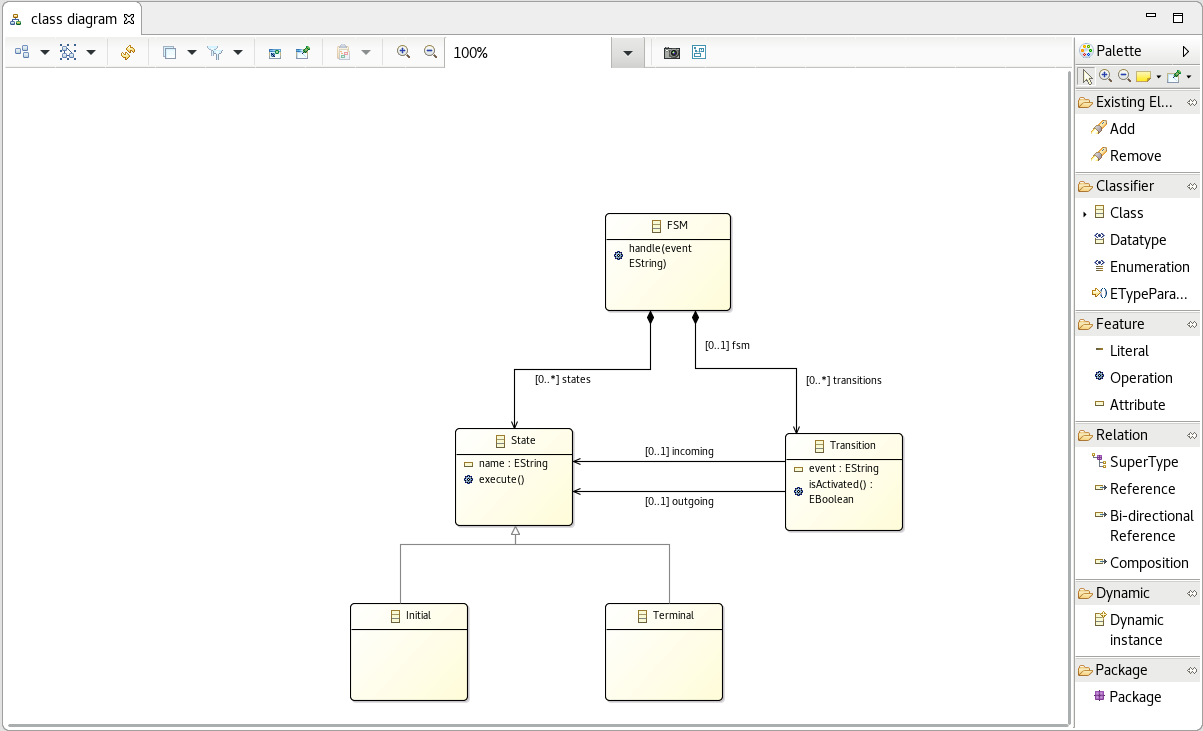 class diagram
100%
FSM
handle(event
EString)
[0..1] fsm
[0..*] states
[0..*] transitions
State
name : EString
execute()
[0..1] incoming
[0..1] outgoing
Transition
event : EString
isActivated() :
EBoolean
Initial
Terminal
Palette
Existing El...
Add
Remove
Classifier
Class
Datatype
Enumeration
ETypePara...
Feature
Literal
Operation
Attribute
Relation
SuperType
Reference
Bi-directional
Reference
Composition
Dynamic
Dynamic
instance
Package
Package